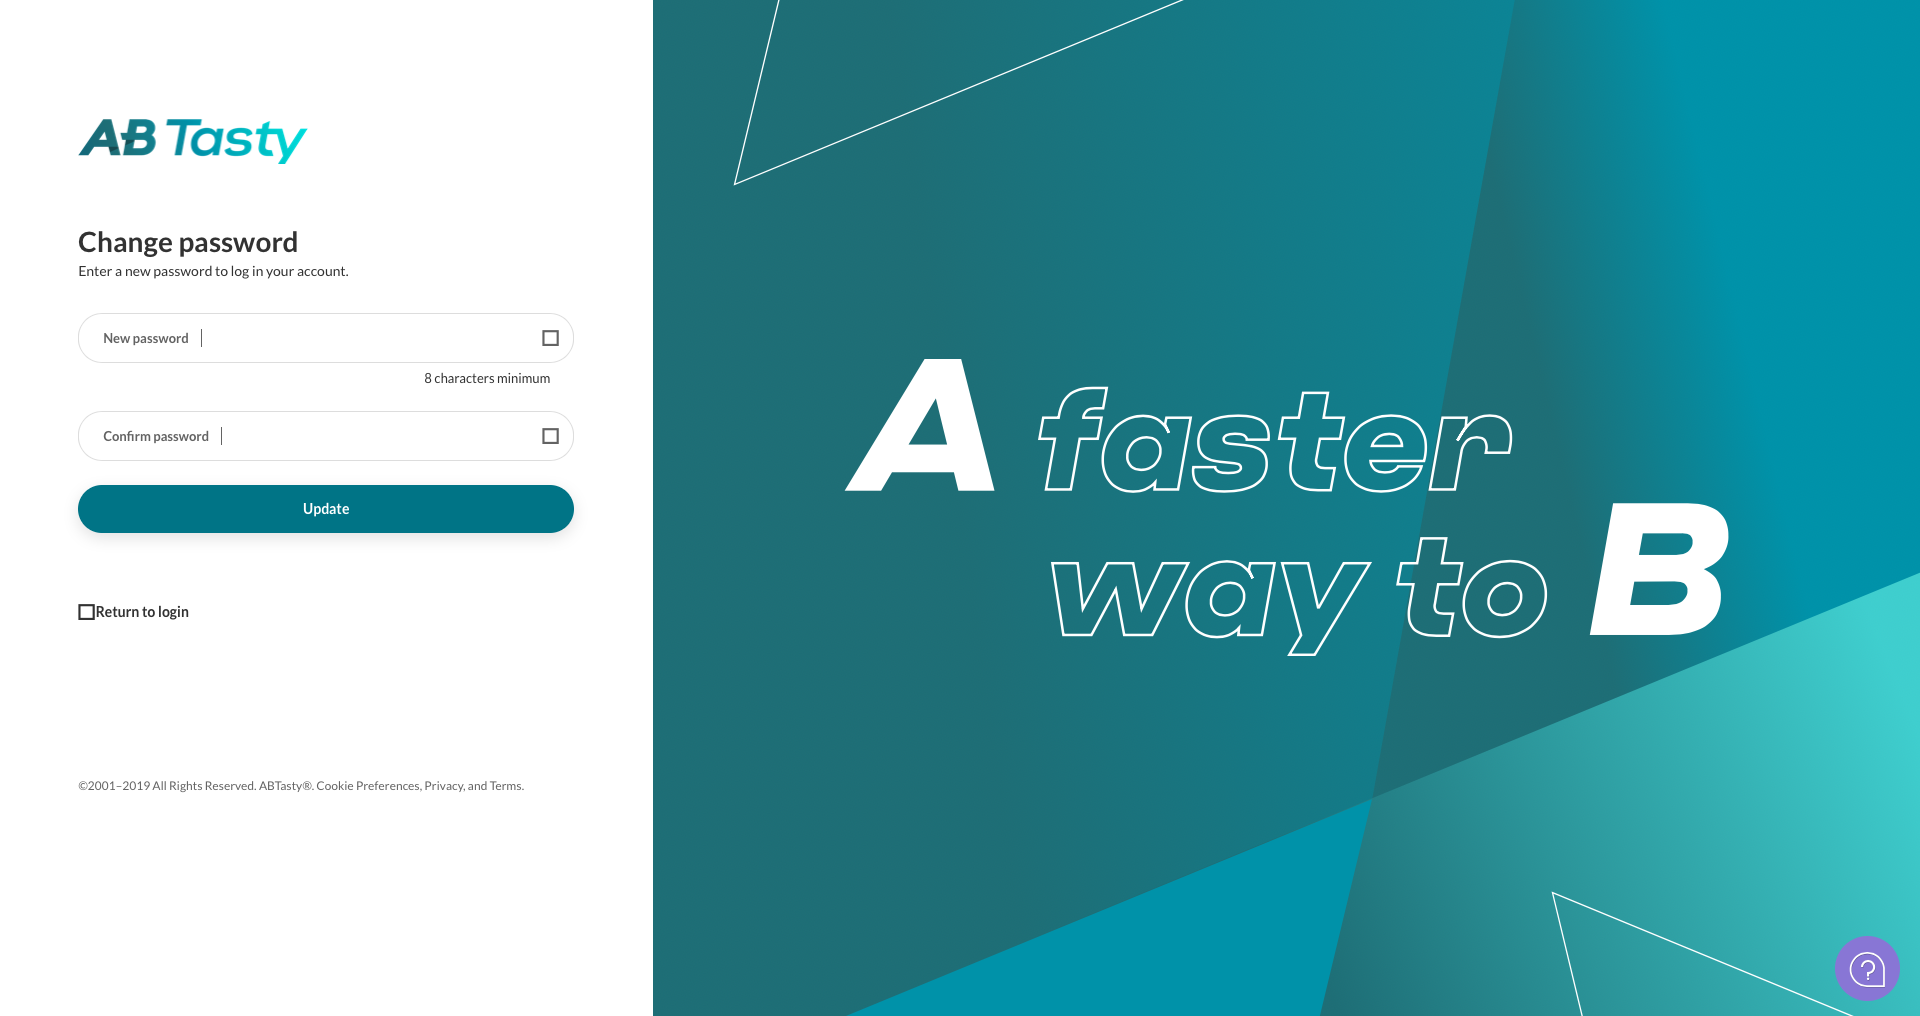 AB Tasty
Change password
Enter a new password to log in your account.
New password
8 characters minimum
Confirm password
Update
Return to login
©2001–2019 All Rights Reserved. ABTasty®. Cookie Preferences, Privacy, and Terms.
A faster
way to B
?